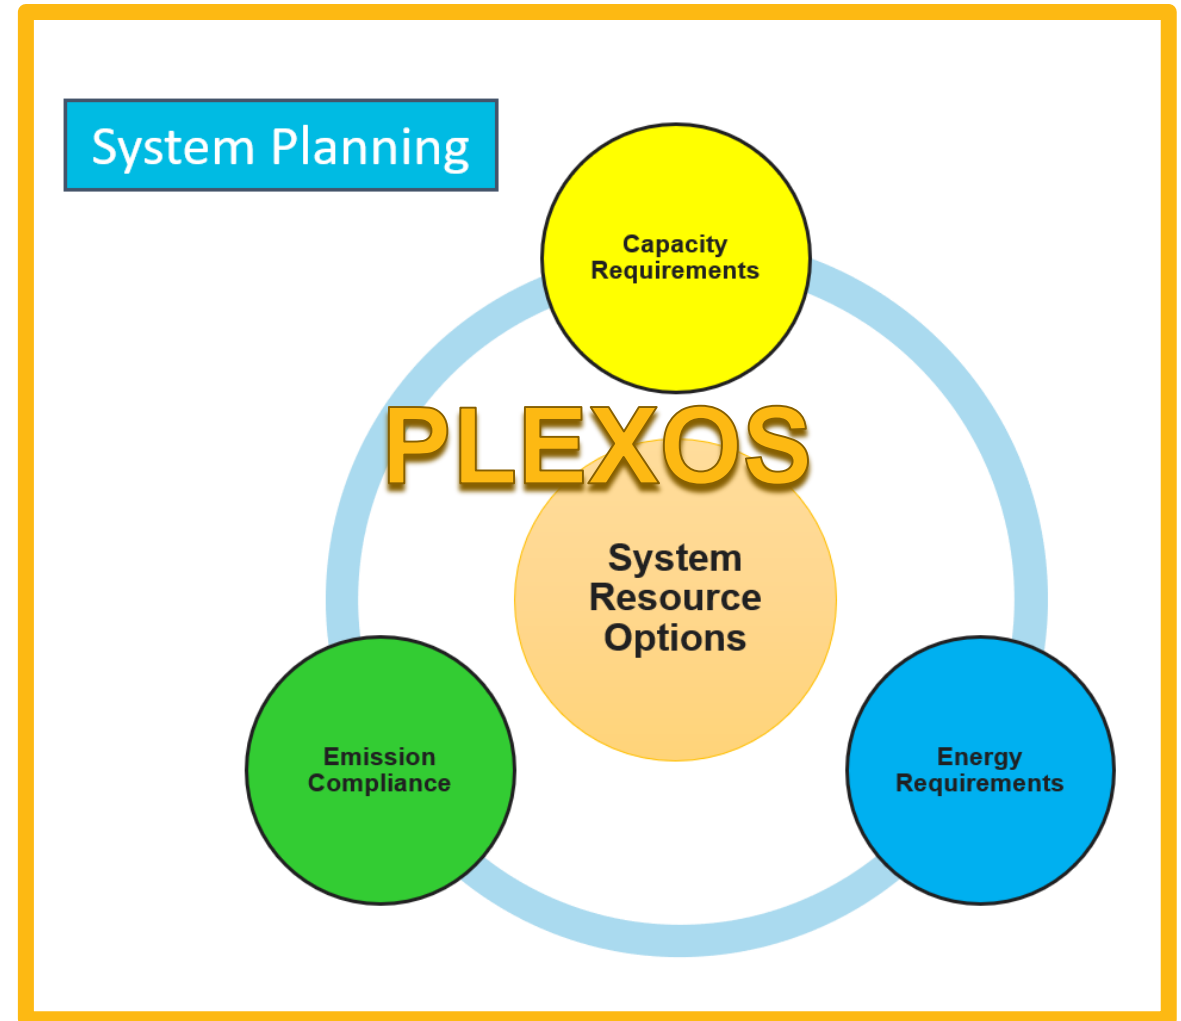 System Planning
Capacity
Requirements
PLEXOS
System
Resource
Options
Emission
Compliance
Energy
Requirements